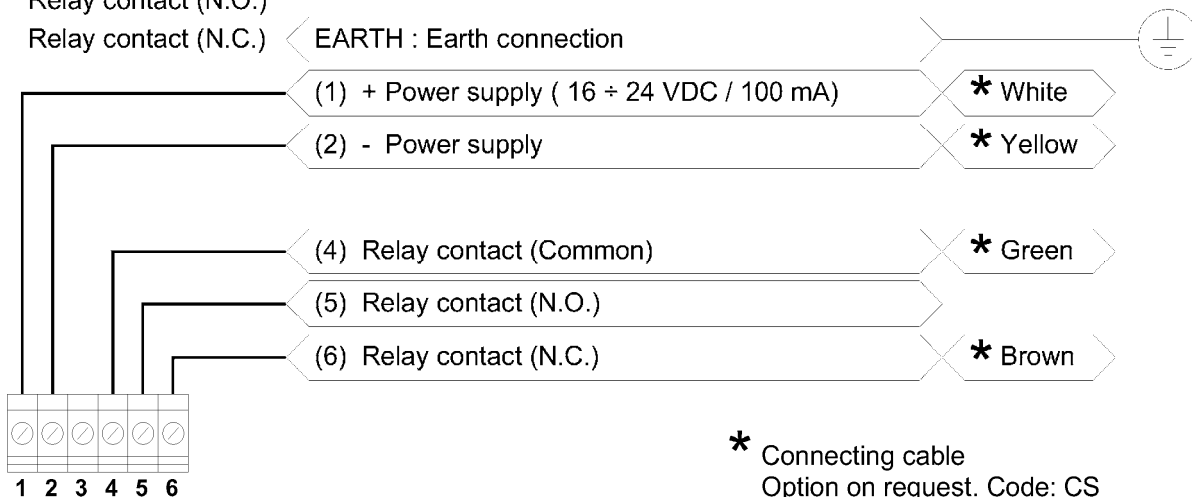 Relay contact (N.O.)
Relay contact (N.C.)
EARTH : Earth connection
(1) + Power supply ( 16 ÷ 24 VDC / 100 mA)
* White
(2) - Power supply
* Yellow
(4) Relay contact (Common)
* Green
(5) Relay contact (N.O.)
(6) Relay contact (N.C.)
* Brown
1 2 3 4 5 6
* Connecting cable
Option on request. Code: CS